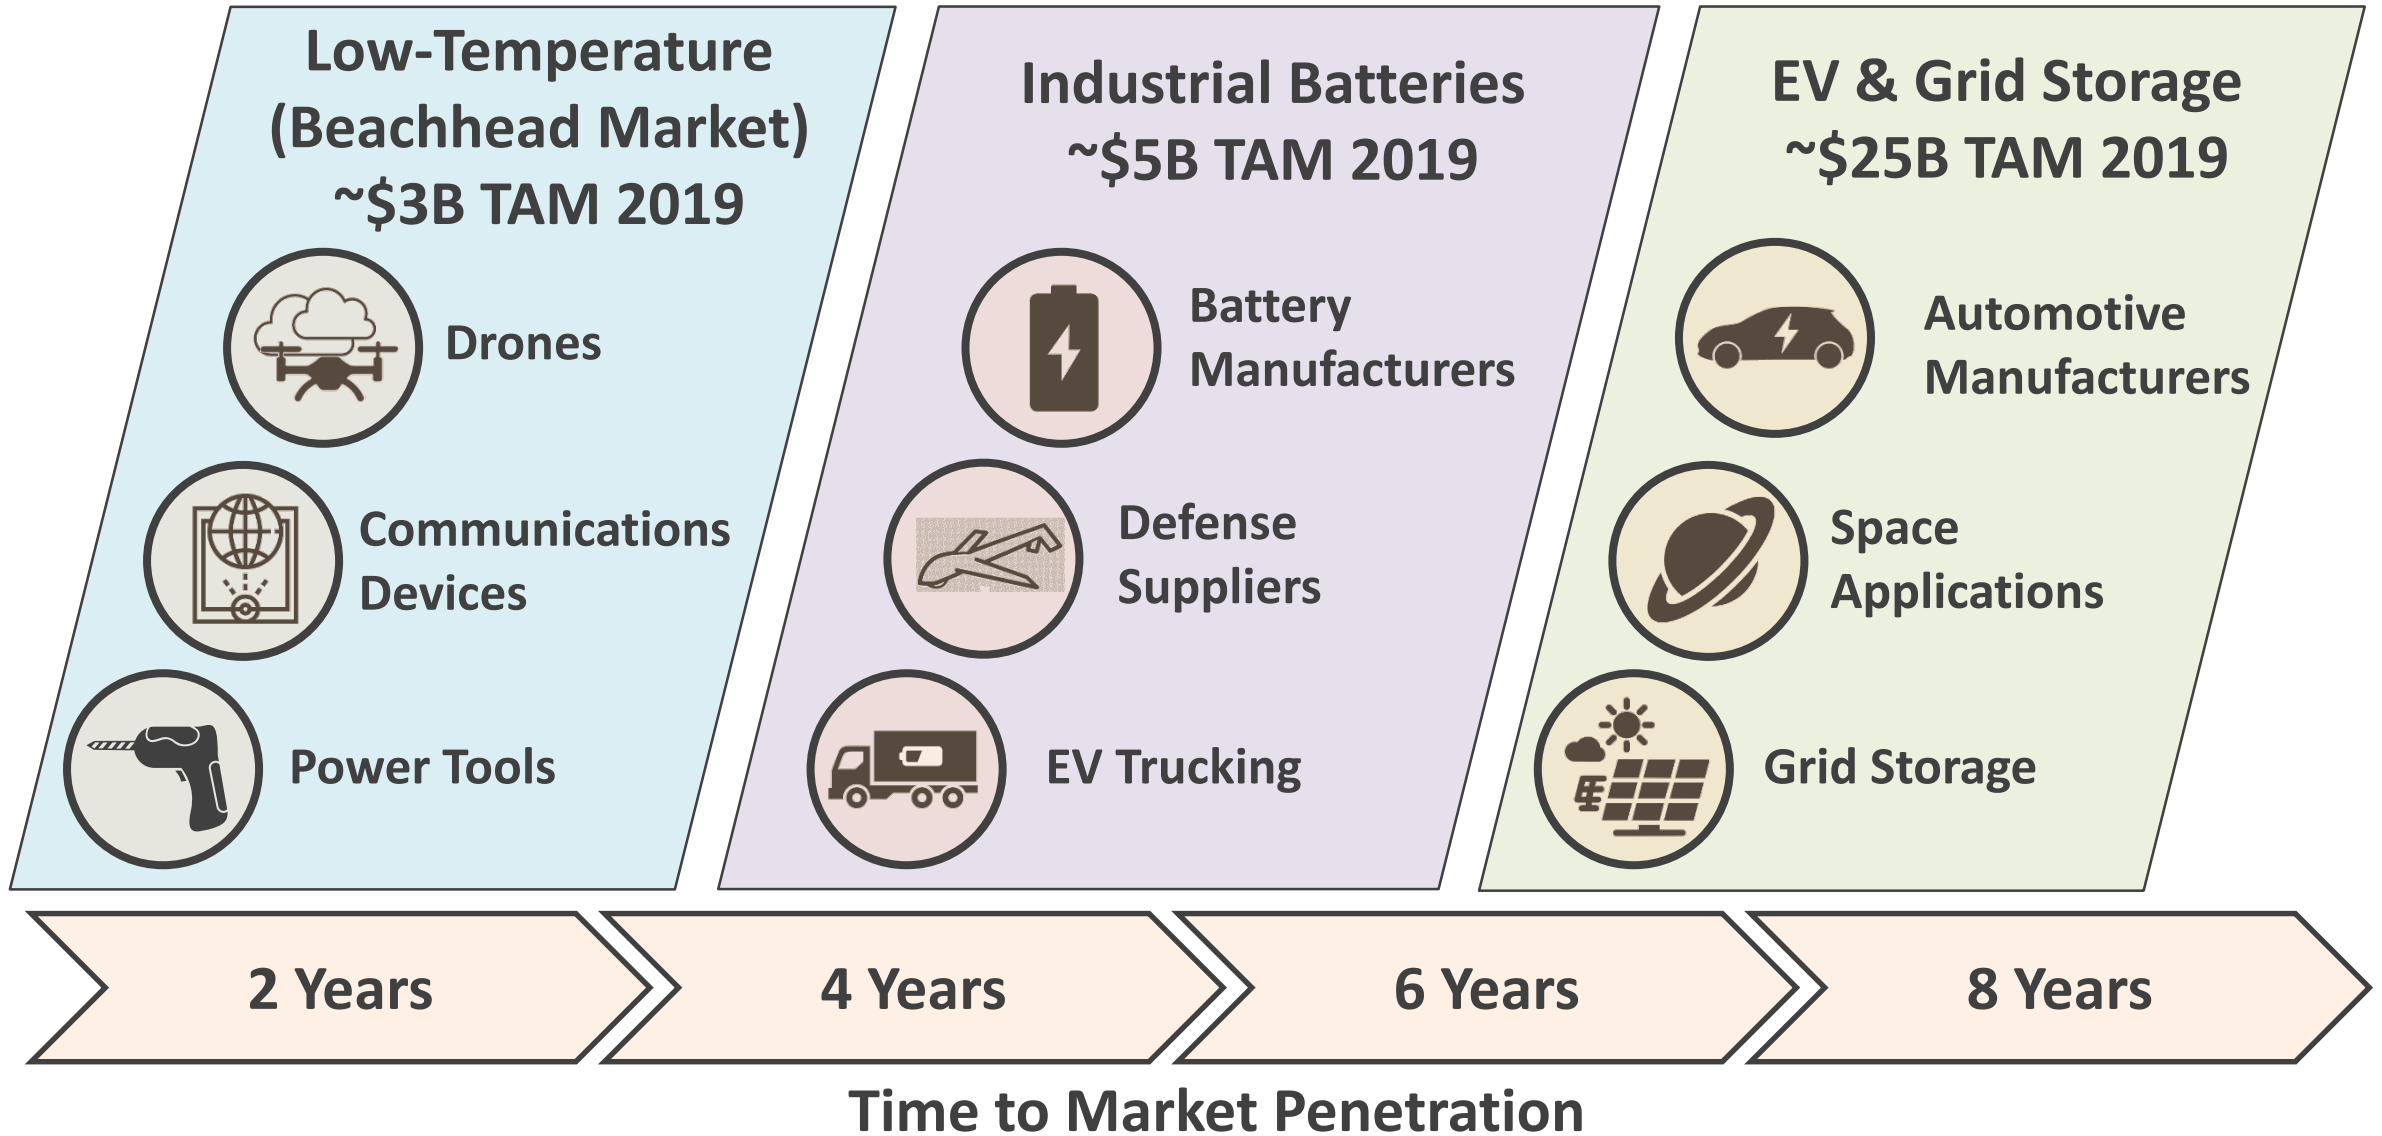 Low-Temperature
(Beachhead Market)
~$3B TAM 2019
Drones
Communications
Devices
Power Tools
Industrial Batteries
~$5B TAM 2019
Battery
Manufacturers
Defense
Suppliers
EV Trucking
EV & Grid Storage
~$25B TAM 2019
Automotive
Manufacturers
Space
Applications
Grid Storage
2 Years
4 Years
6 Years
8 Years
Time to Market Penetration